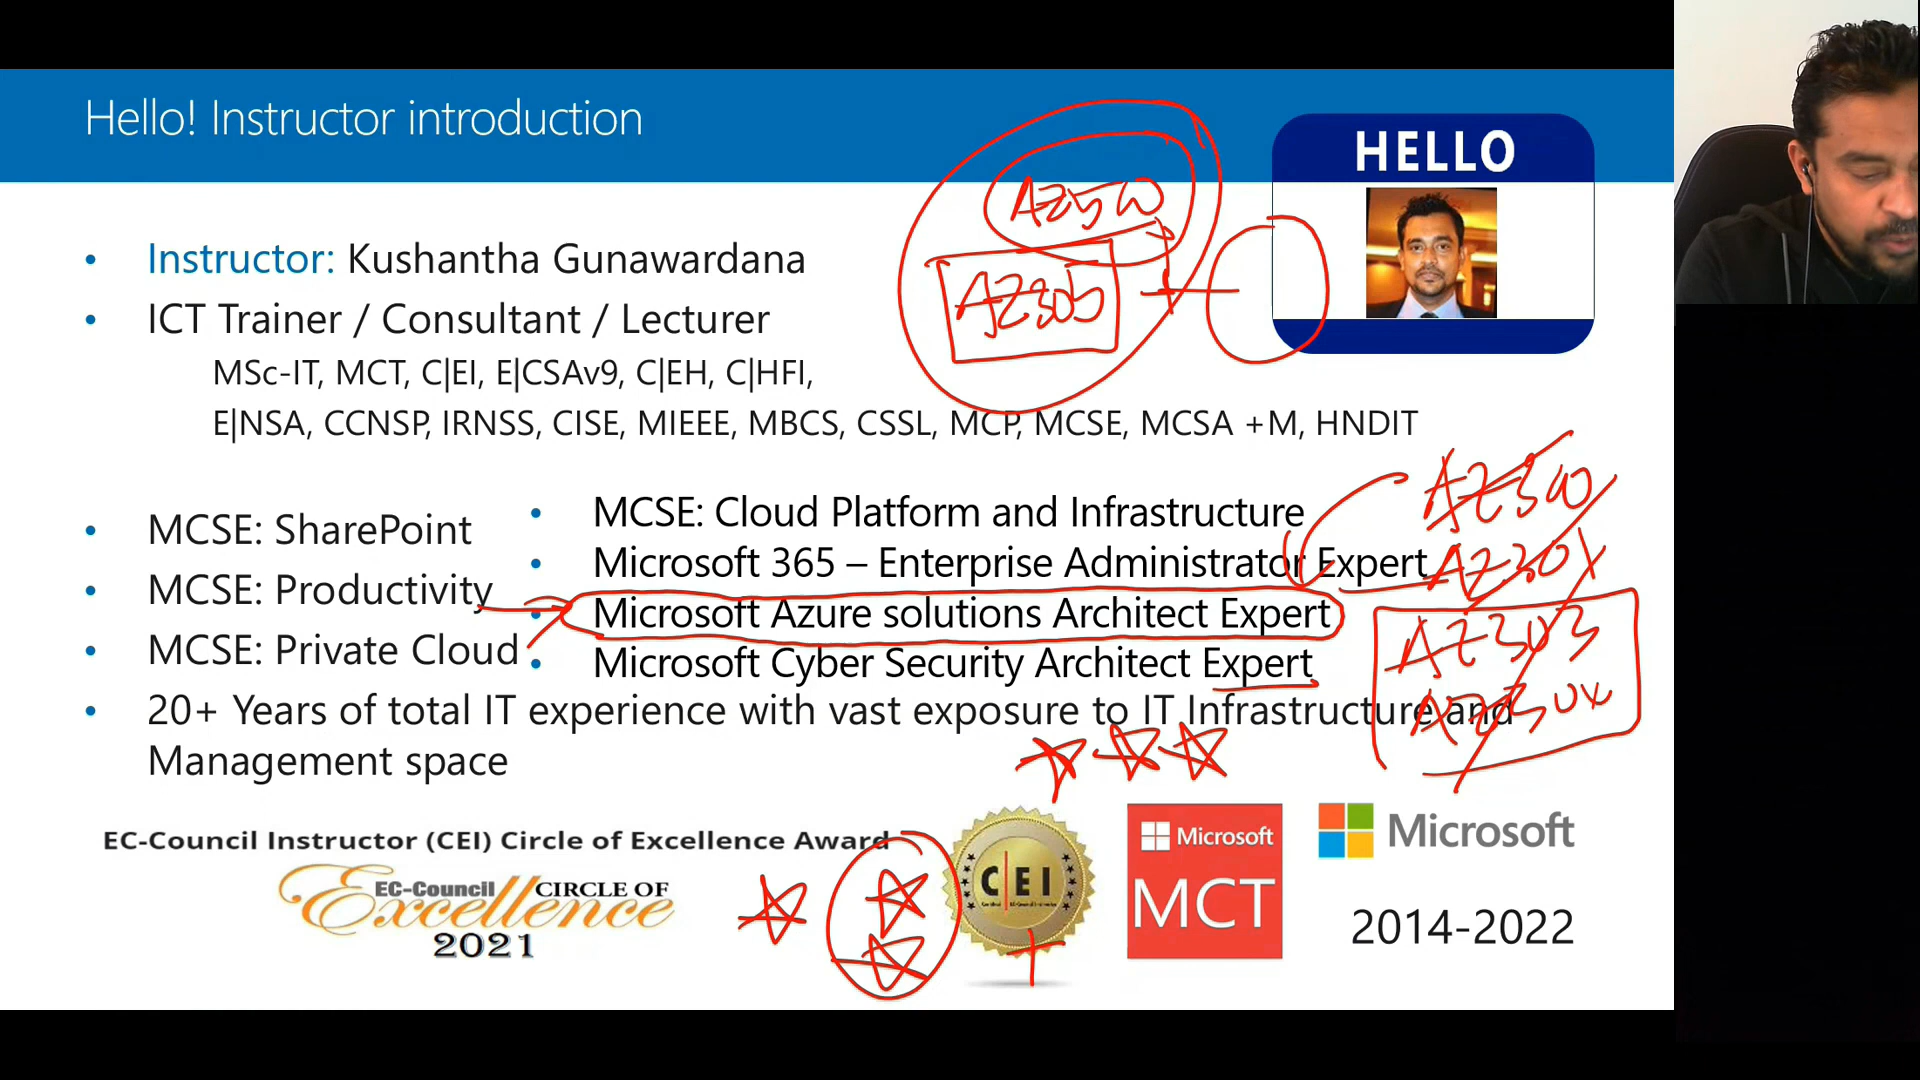 Hello! Instructor introduction
HELLO
• Instructor: Kushantha Gunawardana
• ICT Trainer / Consultant / Lecturer
MSc-IT, MCT, C|EI, E|CSAv9, C|EH, C|HFI,
E|NSA, CCNSP, IRNSS, CISE, MIEEE, MBCS, CSSL, MCP, MCSE, MCSA +M, HNDIT
AZ305
AZ300
AZ301
AZ303
• MCSE: SharePoint
• MCSE: Productivity
• MCSE: Private Cloud
• MCSE: Cloud Platform and Infrastructure
• Microsoft 365 – Enterprise Administrator Expert
• Microsoft Azure solutions Architect Expert
• Microsoft Cyber Security Architect Expert
• 20+ Years of total IT experience with vast exposure to IT Infrastructure and
Management space
EC-Council Instructor (CEI) Circle of Excellence Award
EC-Council CIRCLE OF
Excellence
2021
C|EI
Microsoft
MCT
Microsoft
2014-2022